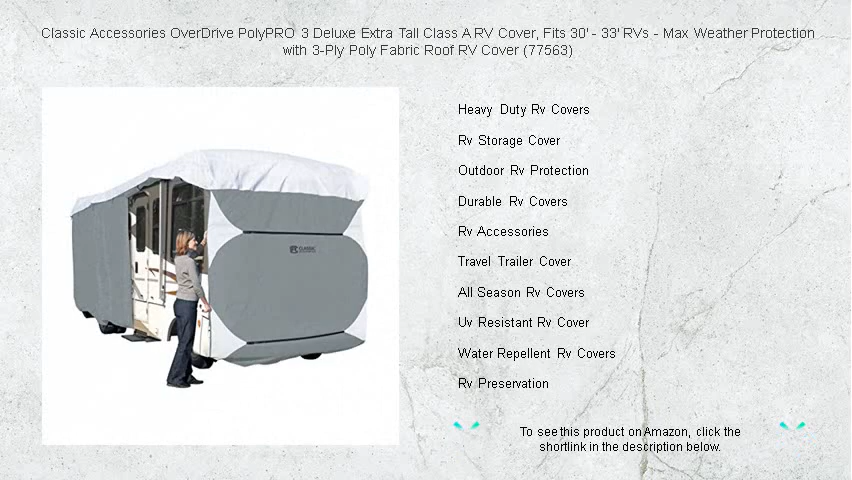 Classic Accessories OverDrive PolyPRO 3 Deluxe Extra Tall Class A RV Cover, Fits 30' - 33' RVs - Max Weather Protection
with 3-Ply Poly Fabric Roof RV Cover (77563)
Heavy Duty Rv Covers
Rv Storage Cover
Outdoor Rv Protection
Durable Rv Covers
Rv Accessories
Travel Trailer Cover
All Season Rv Covers
Uv Resistant Rv Cover
Water Repellent Rv Covers
Rv Preservation
CLASSIC
To see this product on Amazon, click the
shortlink in the description below.